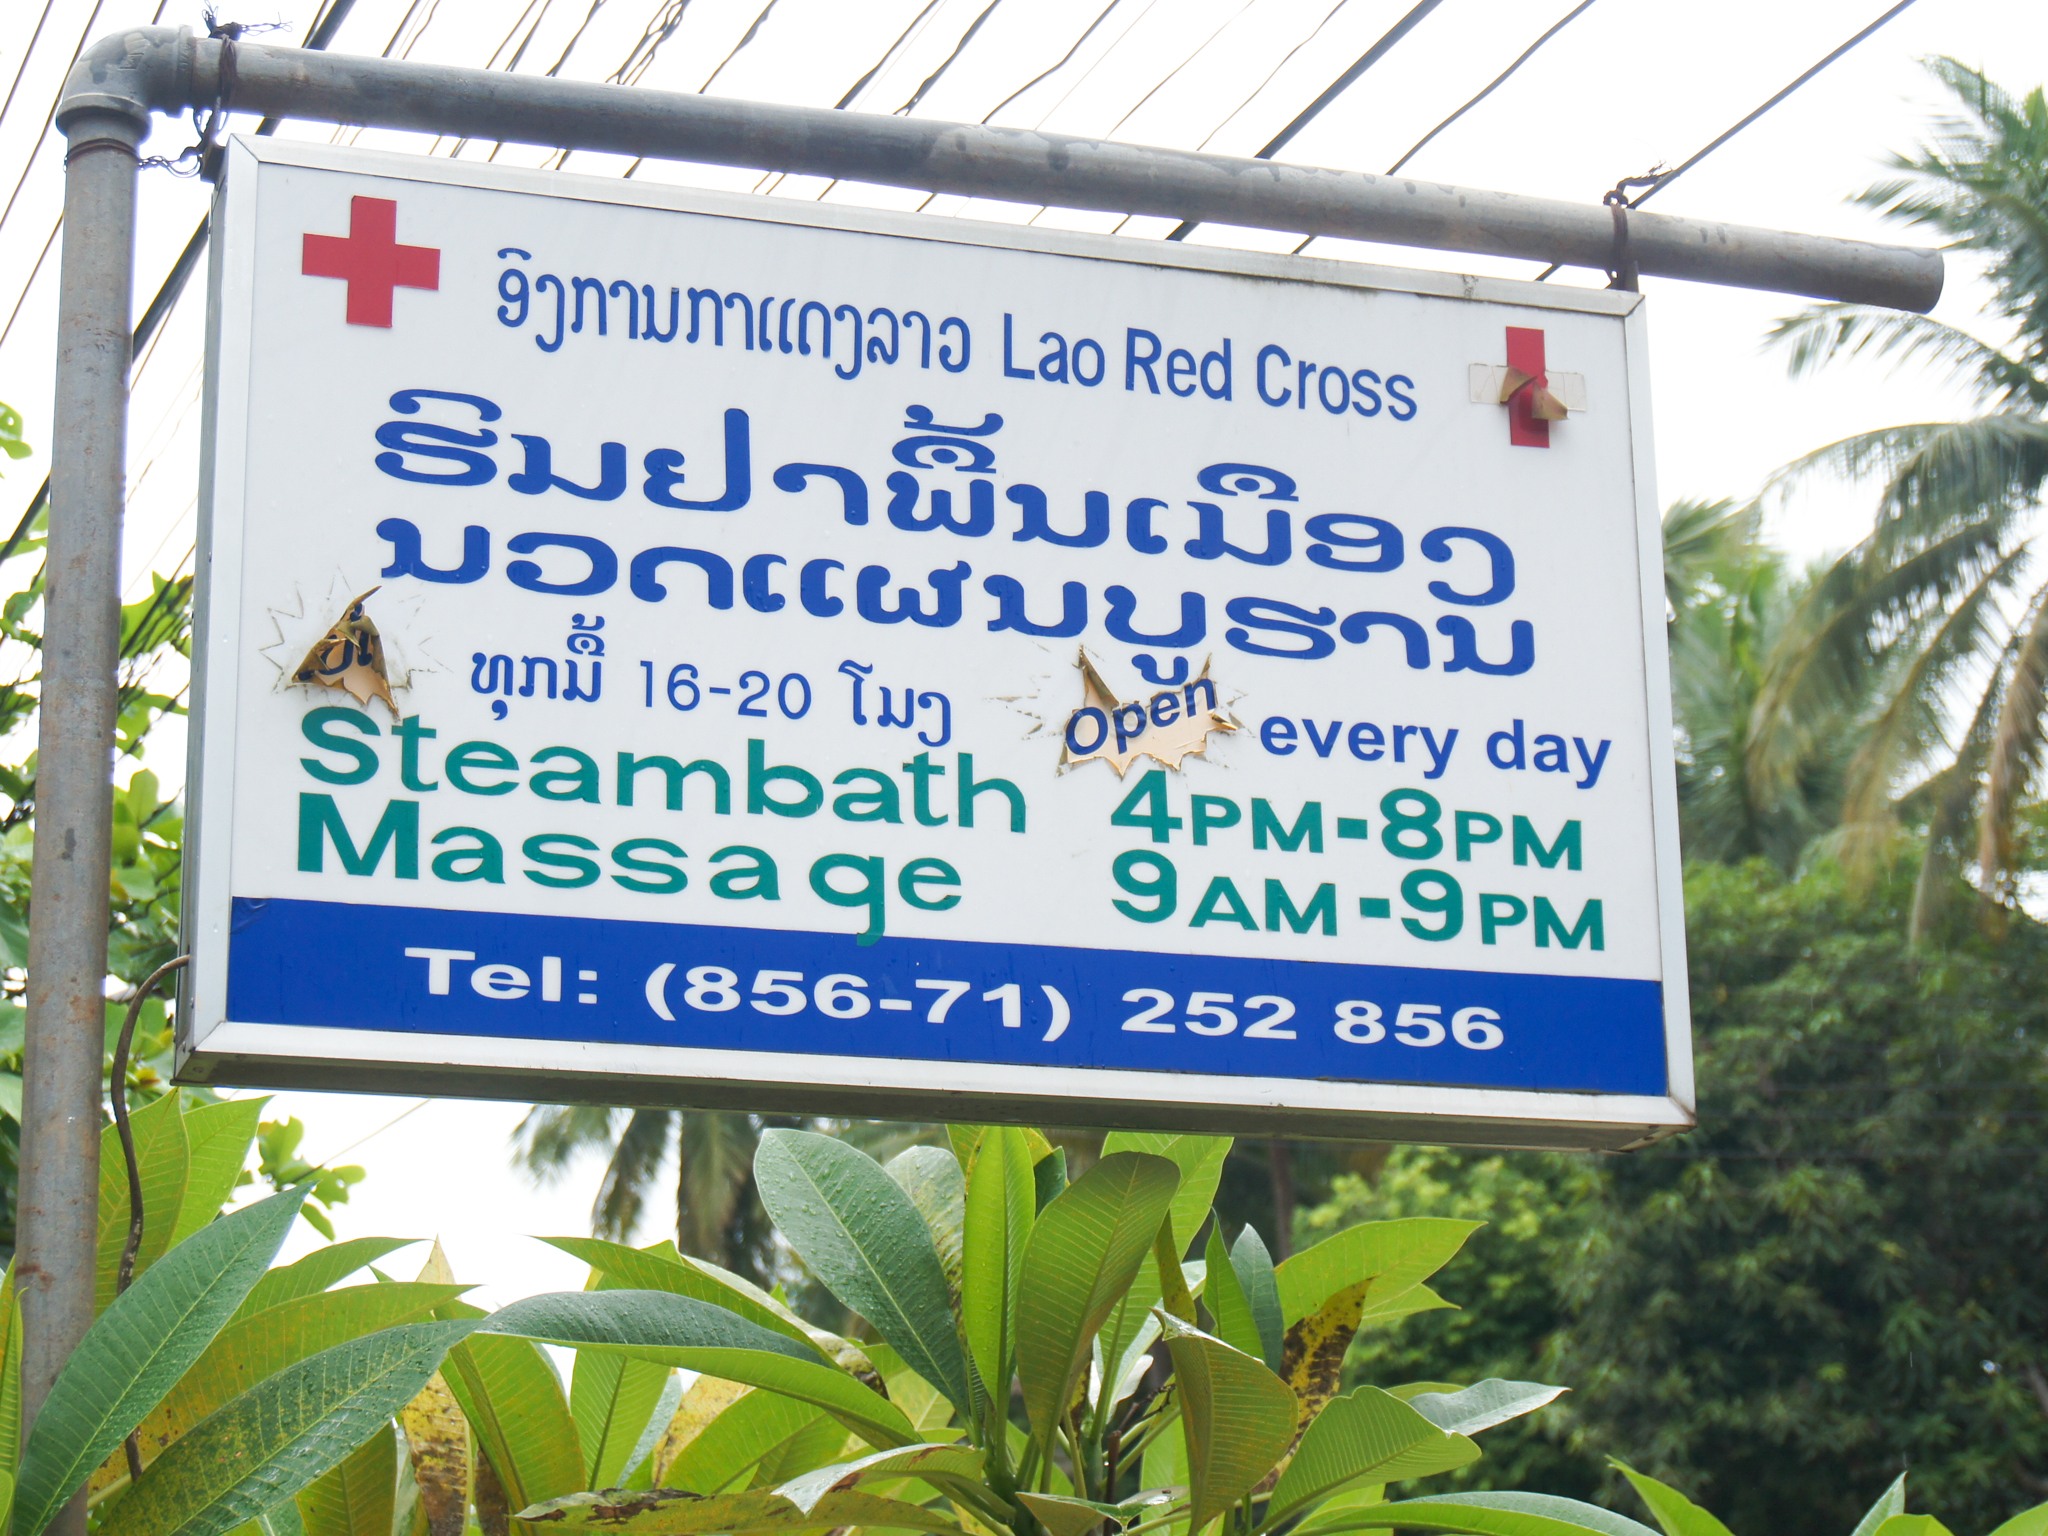 ອົງການກາແດງລາວ Lao Red Cross
ຮົມຢາພື້ນເມືອງ
ນວດແຜນບູຮານ
ທຸກມື້ 16-20 ໂມງ Open every day
Steambath 4PM-8PM
Massage 9AM-9PM
Tel: (856-71) 252 856